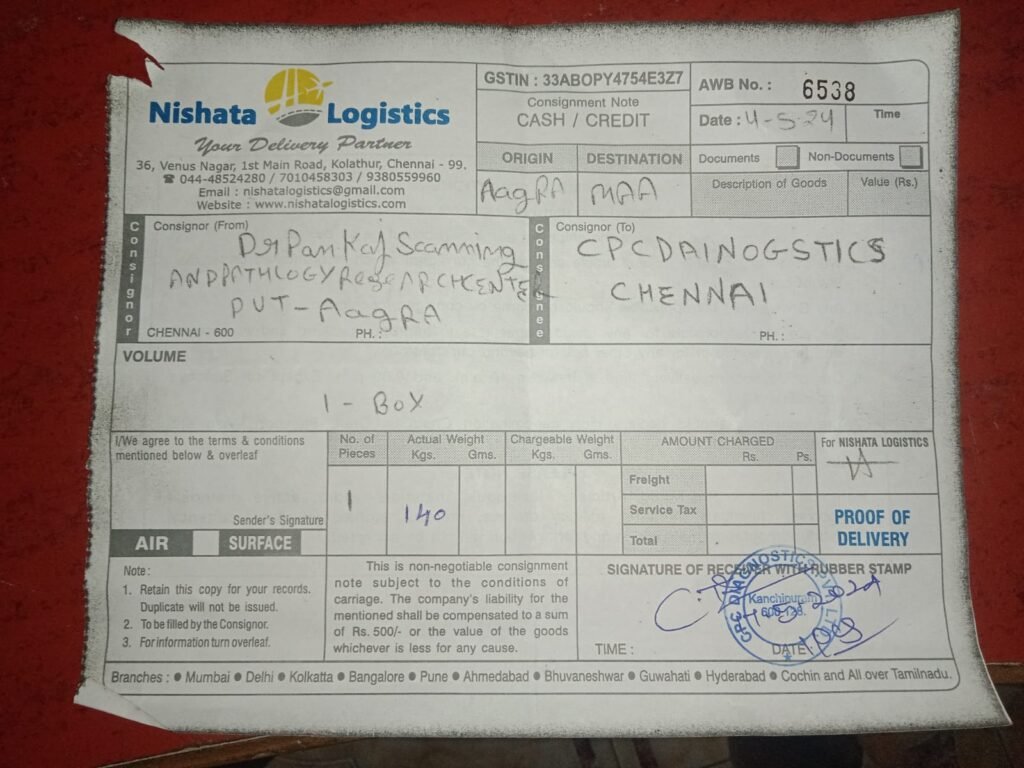 Nishata Logistics
Your Delivery Partner
36, Venus Nagar, 1st Main Road, Kolathur, Chennai - 99.
☎ 044-48524280 / 7010458303 / 9380559960
Email : nishatalogistics@gmail.com
Website : www.nishatalogistics.com
GSTIN : 33ABOPY4754E3Z7
Consignment Note
CASH / CREDIT
AWB No. : 6538
Date : 4-5-24 Time
ORIGIN DESTINATION
AagRA MAA
Documents Non-Documents
Description of Goods Value (Rs.)
Consignor
Consignor (From)
Dr Pankaj Scanning
AND PATHLOGY ResEARCH CENTER
PVT - AagRA
CHENNAI - 600 PH. :
Consignee
Consignor (To)
CPCDAINOGSTICS
CHENNAI
PH. :
VOLUME
1 - BOX
I/We agree to the terms & conditions
mentioned below & overleaf
Sender's Signature
AIR SURFACE
No. of
Pieces
1
Actual Weight
Kgs. Gms.
140
Chargeable Weight
Kgs. Gms.
AMOUNT CHARGED
Rs. Ps.
Freight
Service Tax
Total
For NISHATA LOGISTICS
PROOF OF
DELIVERY
Note :
1. Retain this copy for your records.
Duplicate will not be issued.
2. To be filled by the Consignor.
3. For information turn overleaf.
This is non-negotiable consignment
note subject to the conditions of
carriage. The company's liability for the
mentioned shall be compensated to a sum
of Rs. 500/- or the value of the goods
whichever is less for any cause.
SIGNATURE OF RECEIVER WITH RUBBER STAMP
CPC DIAGNOSTICS PVT LTD
Kanchipuram
TIME : DATE :
Branches : ● Mumbai ● Delhi ● Kolkatta ● Bangalore ● Pune ● Ahmedabad ● Bhuvaneshwar ● Guwahati ● Hyderabad ● Cochin and All over Tamilnadu.